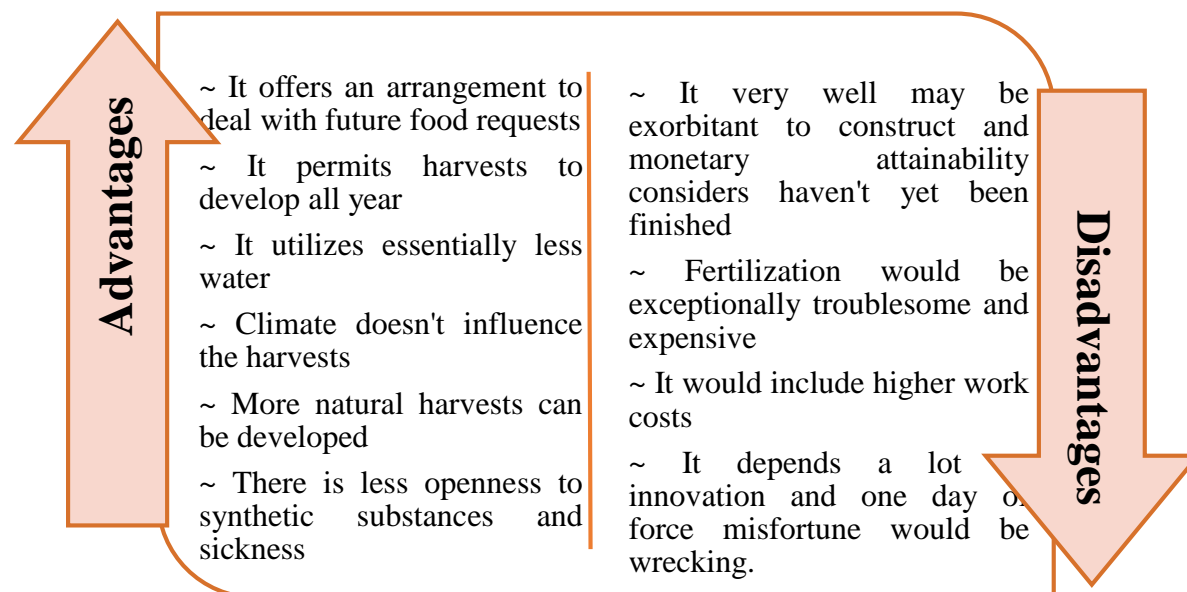 Advantages
~ It offers an arrangement to
deal with future food requests
~ It permits harvests to
develop all year
~ It utilizes essentially less
water
~ Climate doesn't influence
the harvests
~ More natural harvests can
be developed
~ There is less openness to
synthetic substances and
sickness
~ It very well may be
exorbitant to construct and
monetary attainability
considers haven't yet been
finished
~ Fertilization would be
exceptionally troublesome and
expensive
~ It would include higher work
costs
~ It depends a lot
innovation and one day of
force misfortune would be
wrecking.
Disadvantages